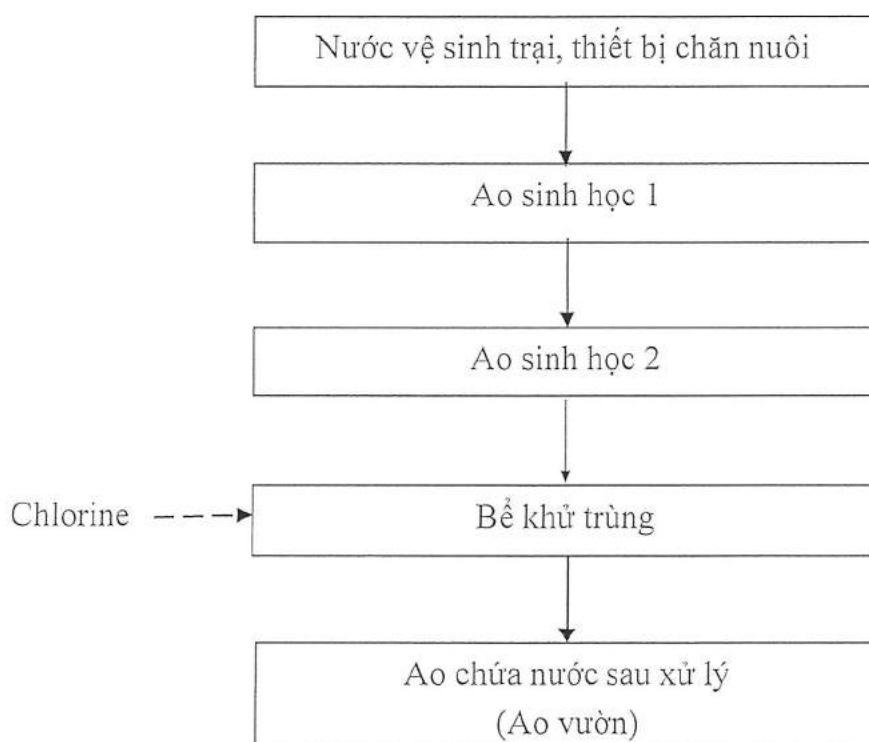 Nước vệ sinh trại, thiết bị chăn nuôi
Ao sinh học 1
Ao sinh học 2
Chlorine
Bể khử trùng
Ao chứa nước sau xử lý
(Ao vườn)